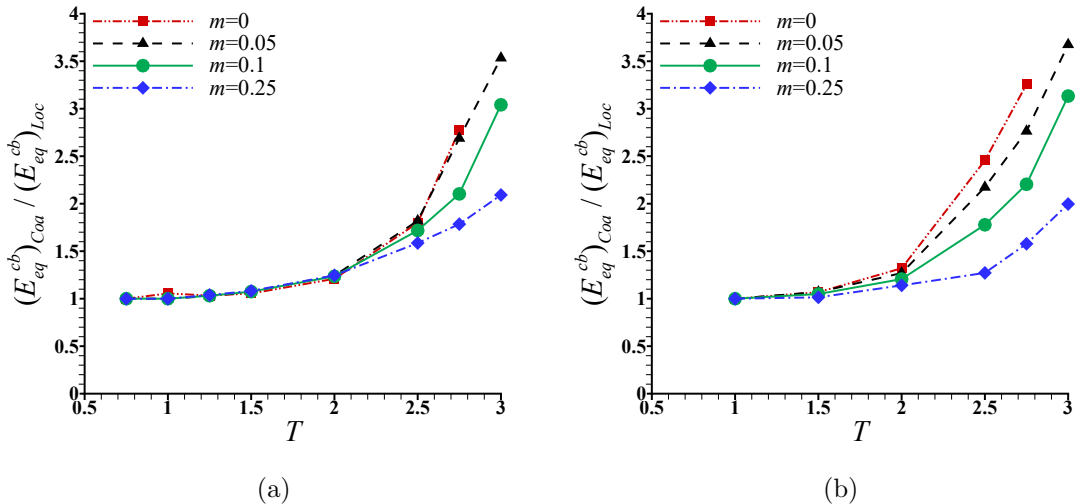 4
3.5
3
2.5
2
1.5
1
0.5
0
0.5 1 1.5 2 2.5 3
T
(E_eq^cb)_Coa / (E_eq^cb)_Loc
m=0
m=0.05
m=0.1
m=0.25
(a)
4
3.5
3
2.5
2
1.5
1
0.5
0
0.5 1 1.5 2 2.5 3
T
(E_eq^cb)_Coa / (E_eq^cb)_Loc
m=0
m=0.05
m=0.1
m=0.25
(b)